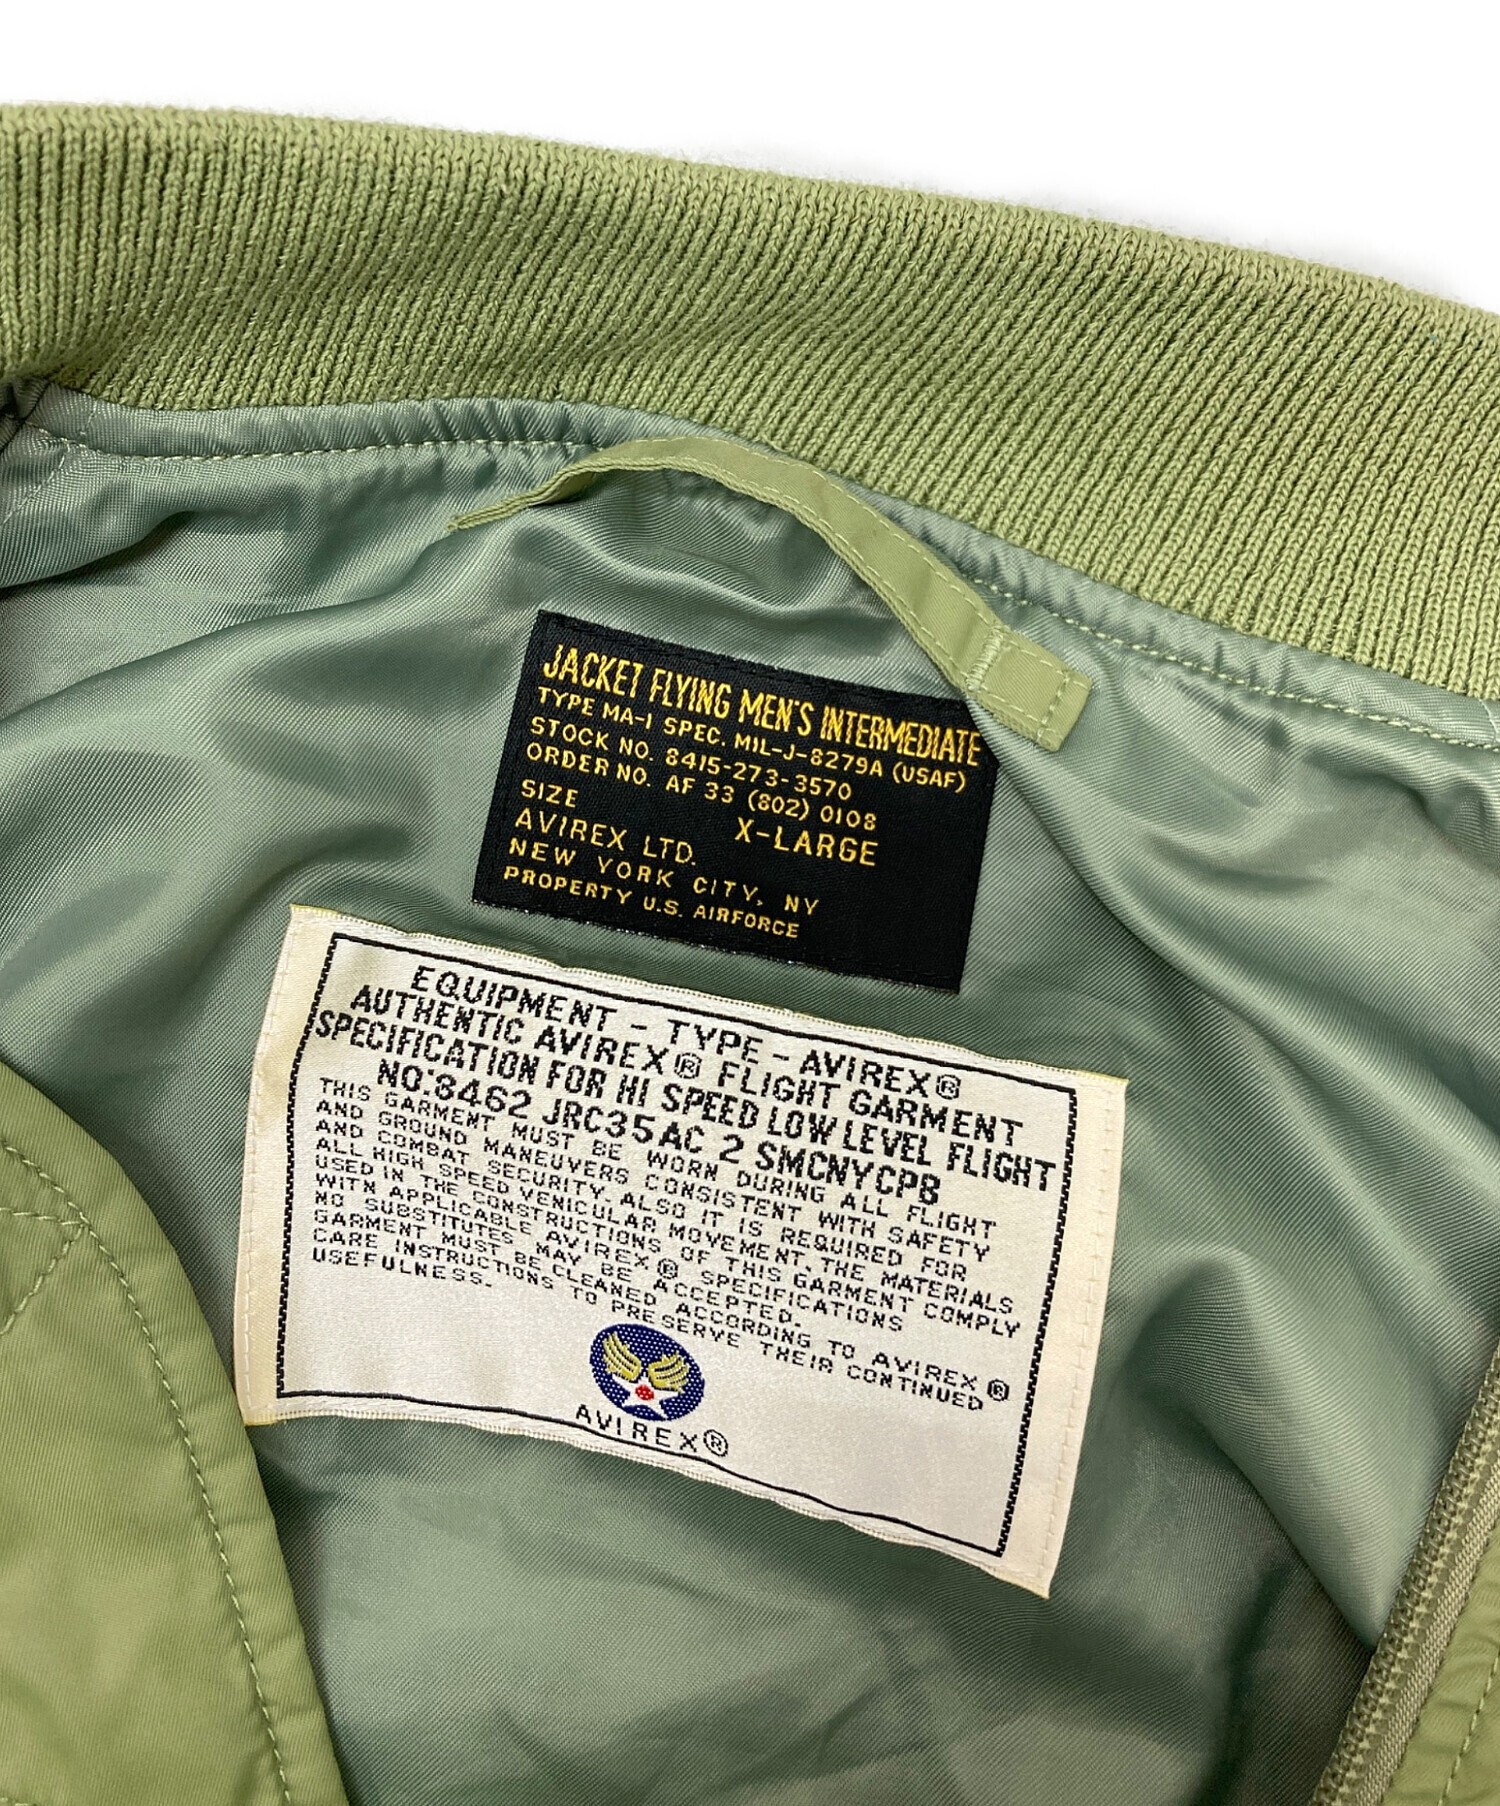 JACKET FLYING MEN'S INTERMEDIATE
TYPE MA-1 SPEC. MIL-J-8279A (USAF)
STOCK NO. 8415-273-3570
ORDER NO. AF 33 (802) 0108
SIZE X-LARGE
AVIREX LTD.
NEW YORK CITY, NY
PROPERTY U.S. AIRFORCE
EQUIPMENT - TYPE - AVIREX®
AUTHENTIC AVIREX® FLIGHT GARMENT
SPECIFICATION FOR HI SPEED LOW LEVEL FLIGHT
NO.'8462 JRC35AC 2 SMCNYCPB
THIS GARMENT MUST BE WORN DURING ALL FLIGHT
AND GROUND MANEUVERS CONSISTENT WITH SAFETY
AND COMBAT SECURITY. ALSO IT IS REQUIRED FOR
ALL HIGH SPEED VENICULAR MOVEMENT. THE MATERIALS
USED IN THE CONSTRUCTIONS OF THIS GARMENT COMPLY
WITN APPLICABLE AVIREX® SPECIFICATIONS
NO SUBSTITUTES MAY BE ACCEPTED.
GARMENT MUST BE CLEANED ACCORDING TO AVIREX®
CARE INSTRUCTIONS TO PRESERVE THEIR CONTINUED
USEFULNESS.
AVIREX®